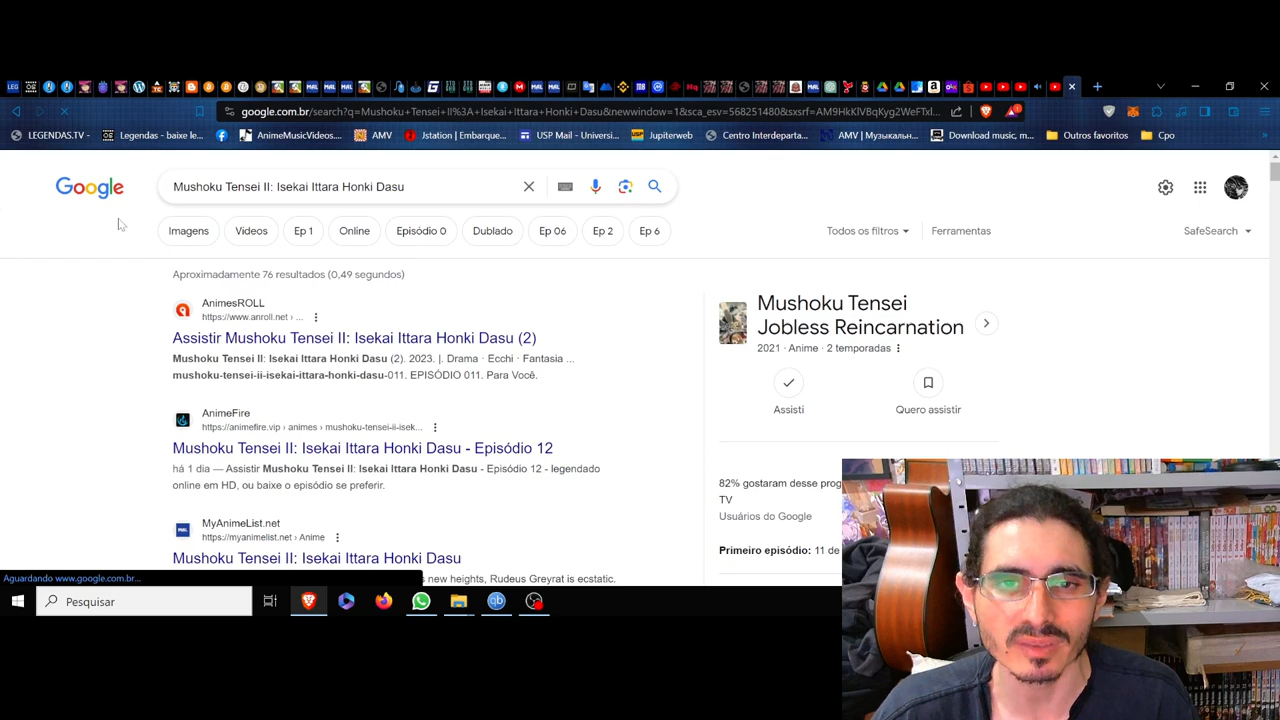 google.com.br/search?q=Mushoku+Tensei+II%3A+Isekai+Ittara+Honki+Dasu&newwindow=1&sca_esv=568251480&sxsrf=AM9HkKlVBqKyg2WeFTxl...
LEGENDAS.TV - Legendas - baixe le... AnimeMusicVideos.... AMV Jstation | Embarque... USP Mail - Universi... Jupiterweb Centro Interdeparta... AMV | Музыкальн... Download music, m... Outros favoritos Cpo
Google
Mushoku Tensei II: Isekai Ittara Honki Dasu
Imagens Vídeos Ep 1 Online Episódio 0 Dublado Ep 06 Ep 2 Ep 6 Todos os filtros Ferramentas SafeSearch
Aproximadamente 76 resultados (0,49 segundos)
AnimesROLL
https://www.anroll.net › ...
Assistir Mushoku Tensei II: Isekai Ittara Honki Dasu (2)
Mushoku Tensei II: Isekai Ittara Honki Dasu (2). 2023. |. Drama · Ecchi · Fantasia ...
mushoku-tensei-ii-isekai-ittara-honki-dasu-011. EPISÓDIO 011. Para Você.
AnimeFire
https://animefire.vip › animes › mushoku-tensei-ii-isek...
Mushoku Tensei II: Isekai Ittara Honki Dasu - Episódio 12
há 1 dia — Assistir Mushoku Tensei II: Isekai Ittara Honki Dasu - Episódio 12 - legendado
online em HD, ou baixe o episódio se preferir.
MyAnimeList.net
https://myanimelist.net › Anime
Mushoku Tensei II: Isekai Ittara Honki Dasu
new heights, Rudeus Greyrat is ecstatic.
Mushoku Tensei
Jobless Reincarnation
2021 · Anime · 2 temporadas
Assisti Quero assistir
82% gostaram desse prog
TV
Usuários do Google
Primeiro episódio: 11 de
Aguardando www.google.com.br...
Pesquisar